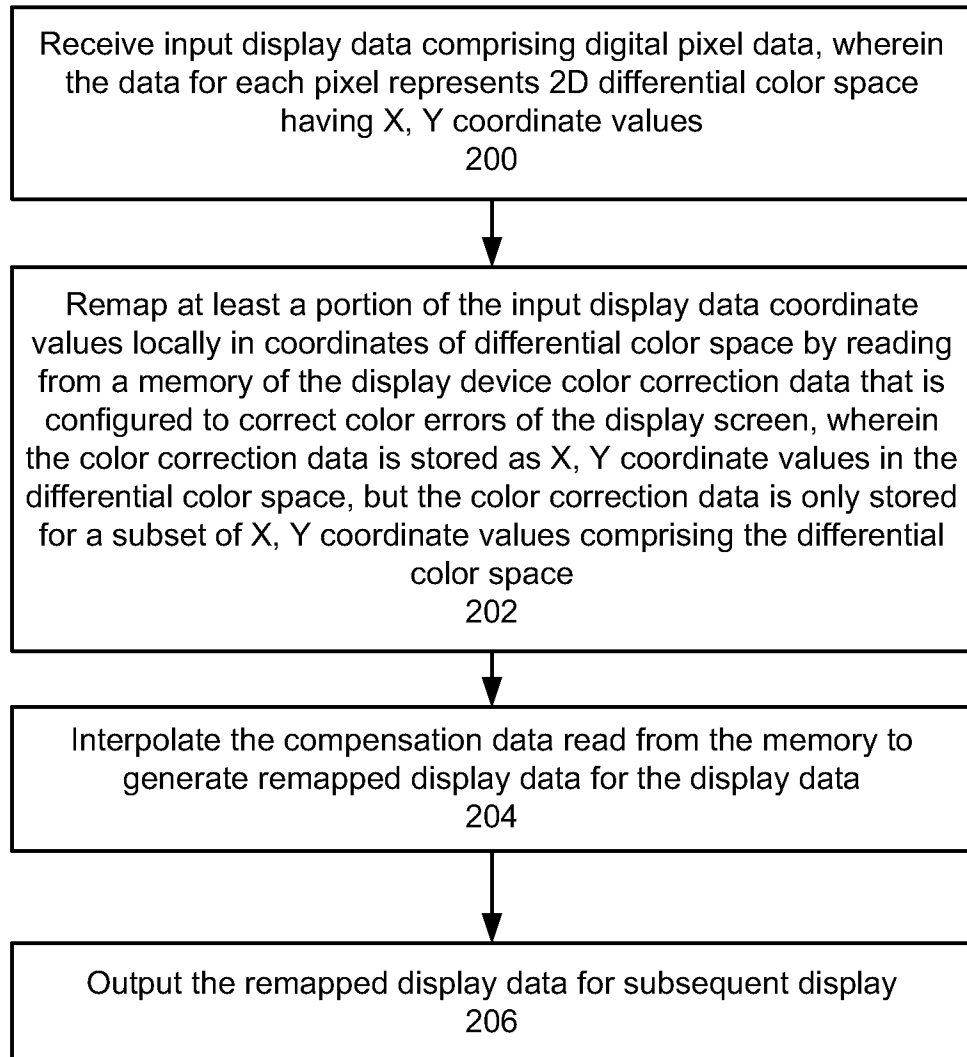 Receive input display data comprising digital pixel data, wherein
the data for each pixel represents 2D differential color space
having X, Y coordinate values
200
Remap at least a portion of the input display data coordinate
values locally in coordinates of differential color space by reading
from a memory of the display device color correction data that is
configured to correct color errors of the display screen, wherein
the color correction data is stored as X, Y coordinate values in the
differential color space, but the color correction data is only stored
for a subset of X, Y coordinate values comprising the differential
color space
202
Interpolate the compensation data read from the memory to
generate remapped display data for the display data
204
Output the remapped display data for subsequent display
206